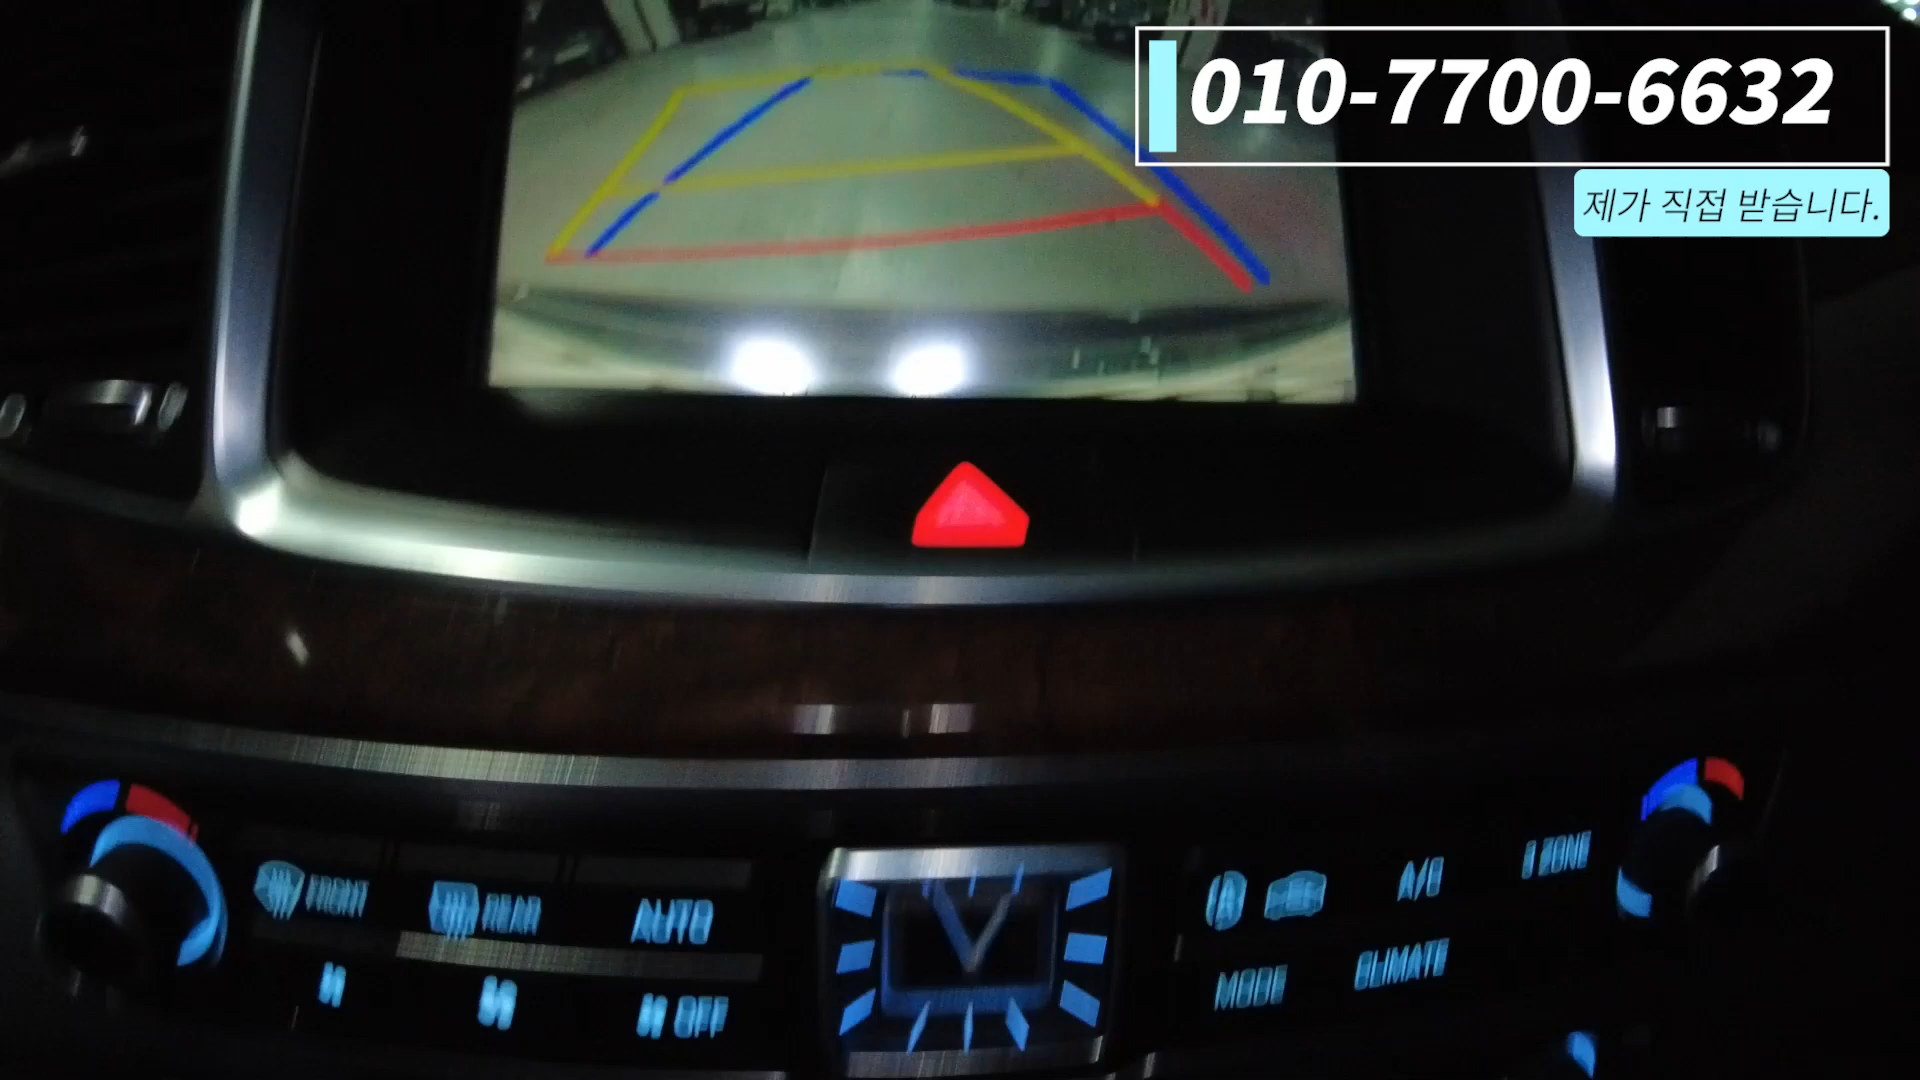 010-7700-6632
제가 직접 받습니다.
FRONT
REAR
AUTO
A/C
OFF
MODE
CLIMATE